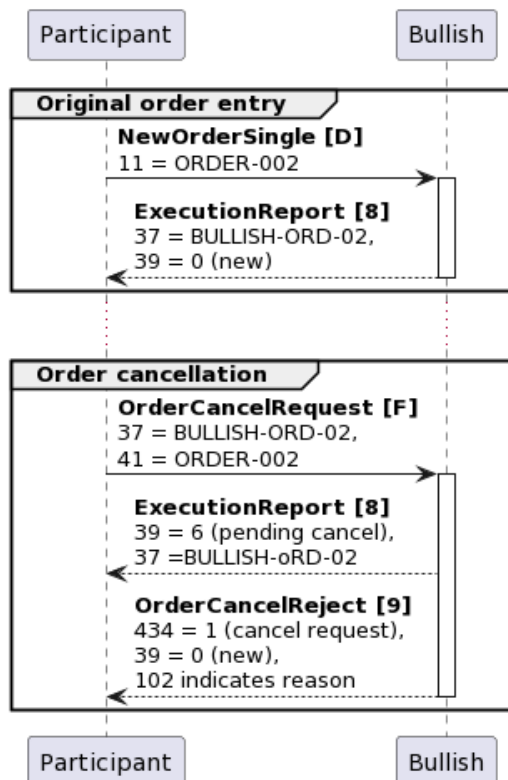 Participant
Bullish
Original order entry
NewOrderSingle [D]
11 = ORDER-002
ExecutionReport [8]
37 = BULLISH-ORD-02,
39 = 0 (new)
Order cancellation
OrderCancelRequest [F]
37 = BULLISH-ORD-02,
41 = ORDER-002
ExecutionReport [8]
39 = 6 (pending cancel),
37 =BULLISH-oRD-02
OrderCancelReject [9]
434 = 1 (cancel request),
39 = 0 (new),
102 indicates reason
Participant
Bullish